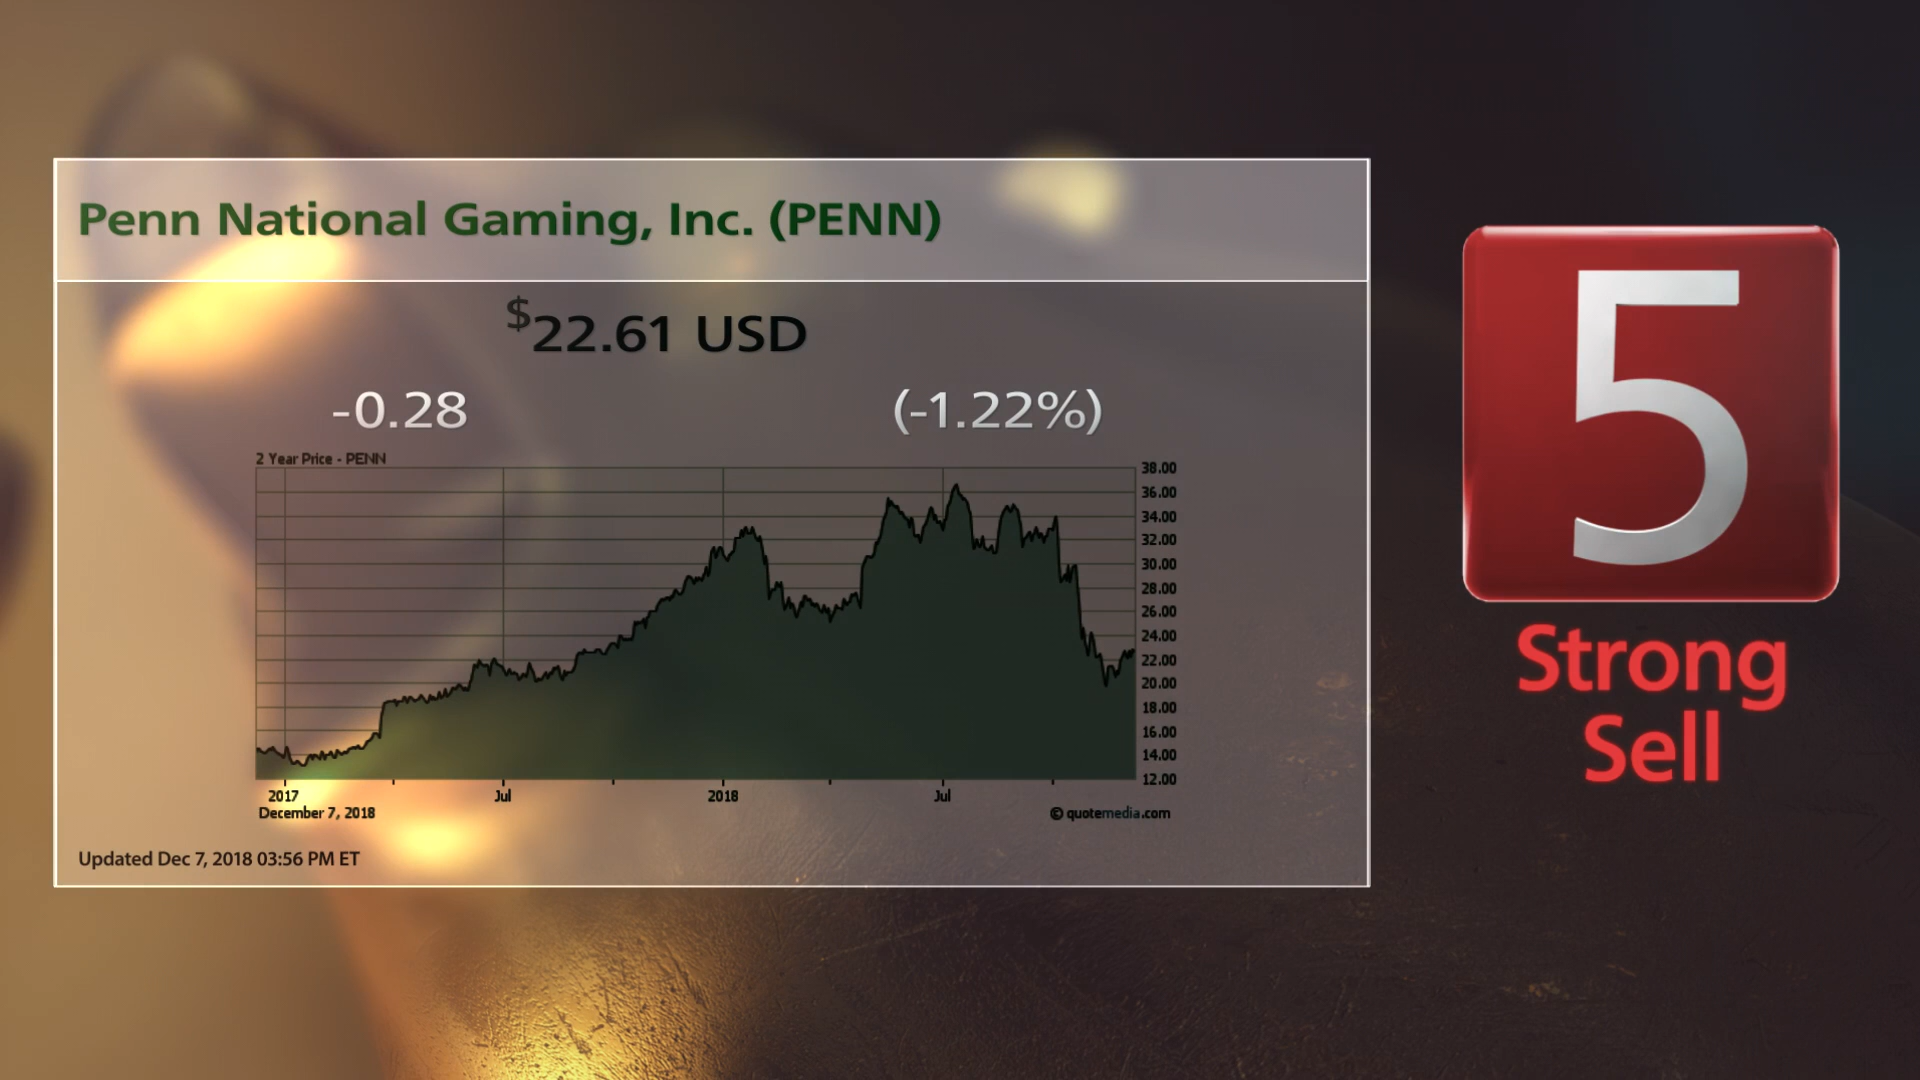 Penn National Gaming, Inc. (PENN)
$22.61 USD
-0.28 (-1.22%)
2 Year Price - PENN
38.00
36.00
34.00
32.00
30.00
28.00
26.00
24.00
22.00
20.00
18.00
16.00
14.00
12.00
2017 Jul 2018 Jul
December 7, 2018 © quotemedia.com
Updated Dec 7, 2018 03:56 PM ET
5
Strong
Sell